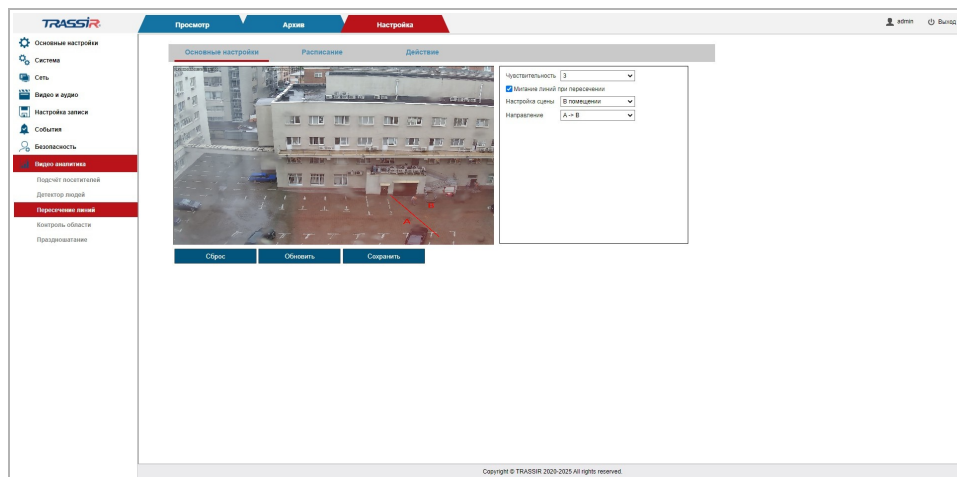 TRASSIR
Просмотр
Архив
Настройка
admin
Выход
Основные настройки
Система
Сеть
Видео и аудио
Настройка записи
События
Безопасность
Видео аналитика
Подсчёт посетителей
Детектор людей
Пересечение линий
Контроль области
Праздношатание
Основные настройки
Расписание
Действие
A
B
Чувствительность 3
Мигание линий при пересечении
Настройка сцены В помещении
Направление A -> B
Сброс
Обновить
Сохранить
Copyright © TRASSIR 2020-2025 All rights reserved.